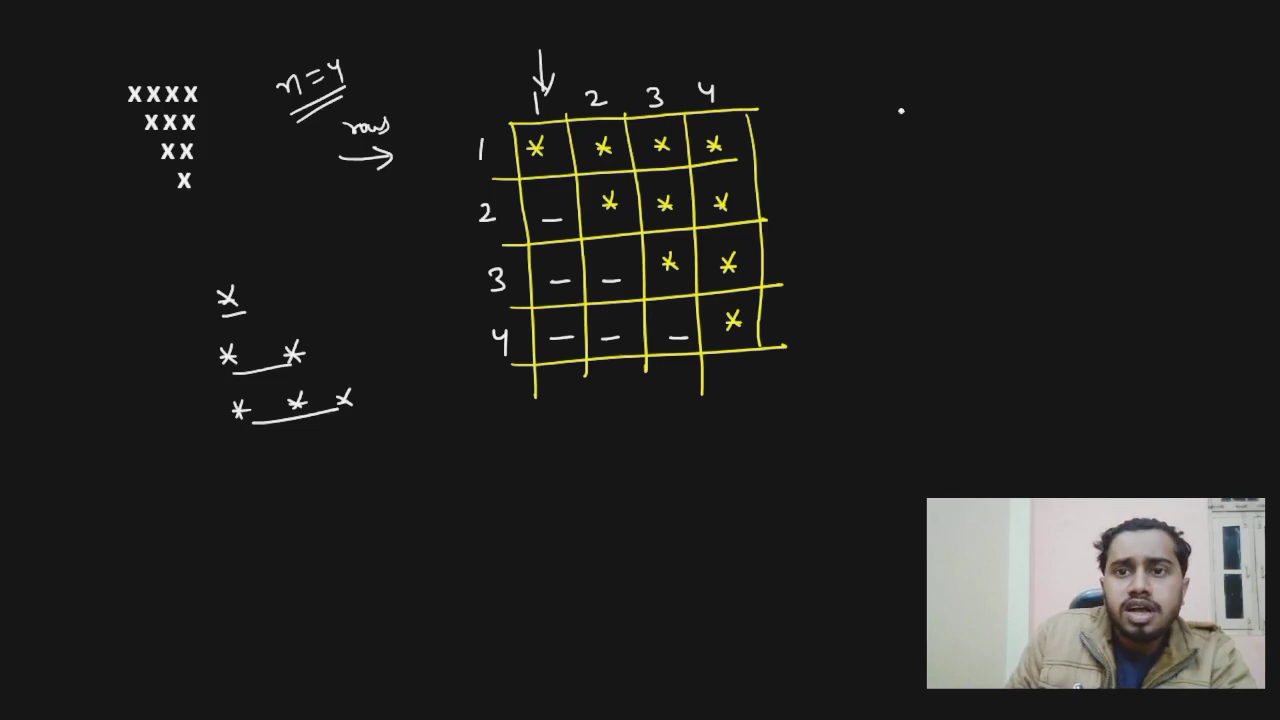 xxxx
xxx
xx
x
n=4
rows
1 2 3 4
1 * * * *
2 _ * * *
3 _ _ * *
4 _ _ _ *
*
* *
* * *